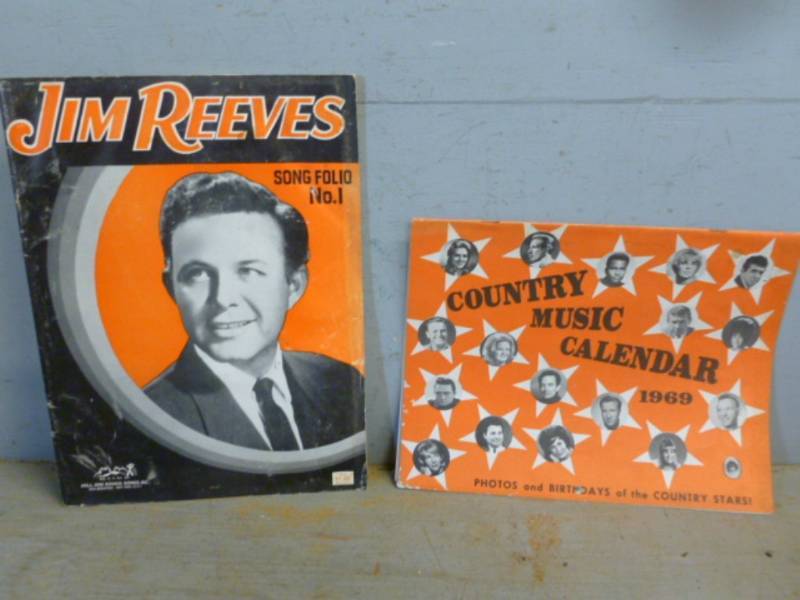 JIM REEVES
SONG FOLIO
No.1
COUNTRY
MUSIC
CALENDAR
1969
PHOTOS and BIRTHDAYS of the COUNTRY STARS!